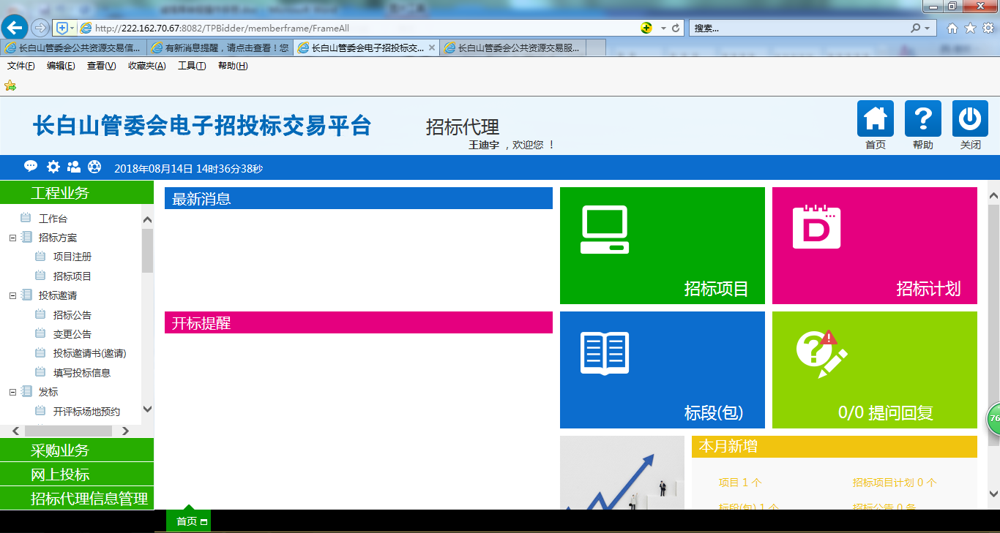 http://222.162.70.67:8082/TPBidder/memberframe/FrameAll
搜索...
长白山管委会公共资源交易信...
有新消息提醒，请点击查看！您
长白山管委会电子招投标交...
长白山管委会公共资源交易服...
文件(F) 编辑(E) 查看(V) 收藏夹(A) 工具(T) 帮助(H)
长白山管委会电子招投标交易平台
招标代理
王迪宇 ，欢迎您 ！
首页
帮助
关闭
2018年08月14日 14时36分38秒
工程业务
工作台
招标方案
项目注册
招标项目
投标邀请
招标公告
变更公告
投标邀请书(邀请)
填写投标信息
发标
开评标场地预约
采购业务
网上投标
招标代理信息管理
最新消息
开标提醒
招标项目
D
招标计划
标段(包)
0/0 提问回复
76
本月新增
项目 1 个
招标项目计划 0 个
标段(包) 1 个
招标公告 0 条
首页